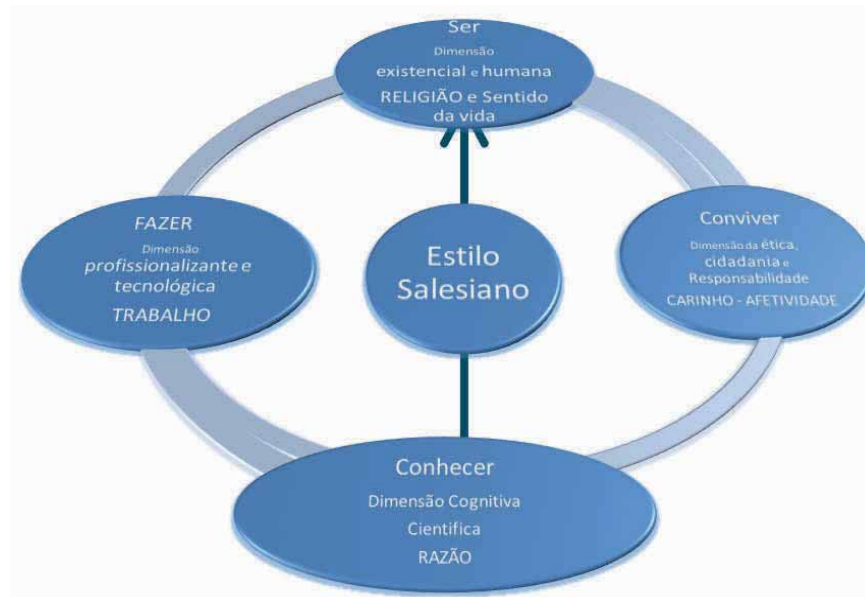 Ser
Dimensão
existencial e humana
RELIGIÃO e Sentido
da vida
FAZER
Dimensão
profissionalizante e
tecnológica
TRABALHO
Estilo
Salesiano
Conviver
Dimensão da ética,
cidadania e
Responsabilidade
CARINHO - AFETIVIDADE
Conhecer
Dimensão Cognitiva
Cientifica
RAZÃO